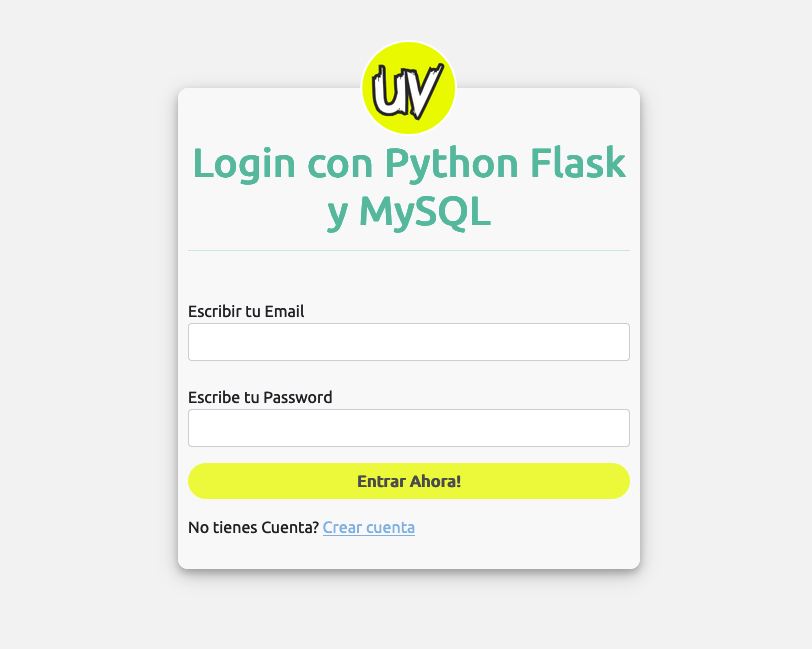 UV
Login con Python Flask
y MySQL
Escribir tu Email
Escribe tu Password
Entrar Ahora!
No tienes Cuenta? Crear cuenta